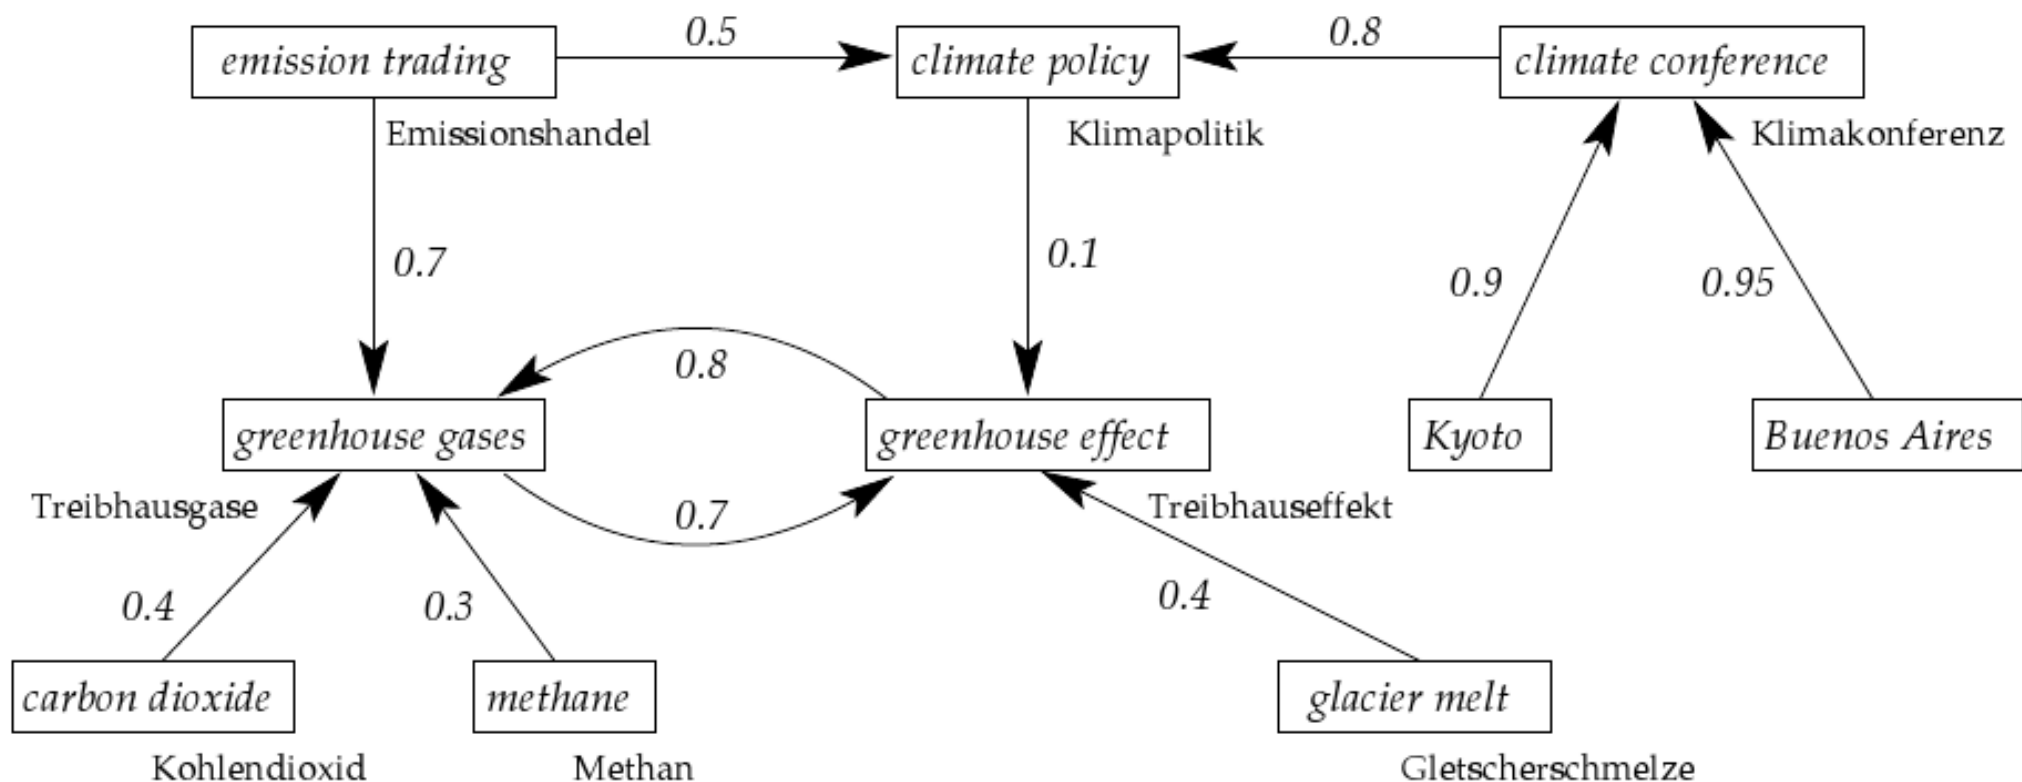 0.5
0.8
emission trading
climate policy
climate conference
Emissionshandel
Klimapolitik
Klimakonferenz
0.7
0.1
0.9
0.95
0.8
greenhouse gases
greenhouse effect
Kyoto
Buenos Aires
Treibhausgase
0.7
Treibhauseffekt
0.4
0.3
0.4
carbon dioxide
methane
glacier melt
Kohlendioxid
Methan
Gletscherschmelze